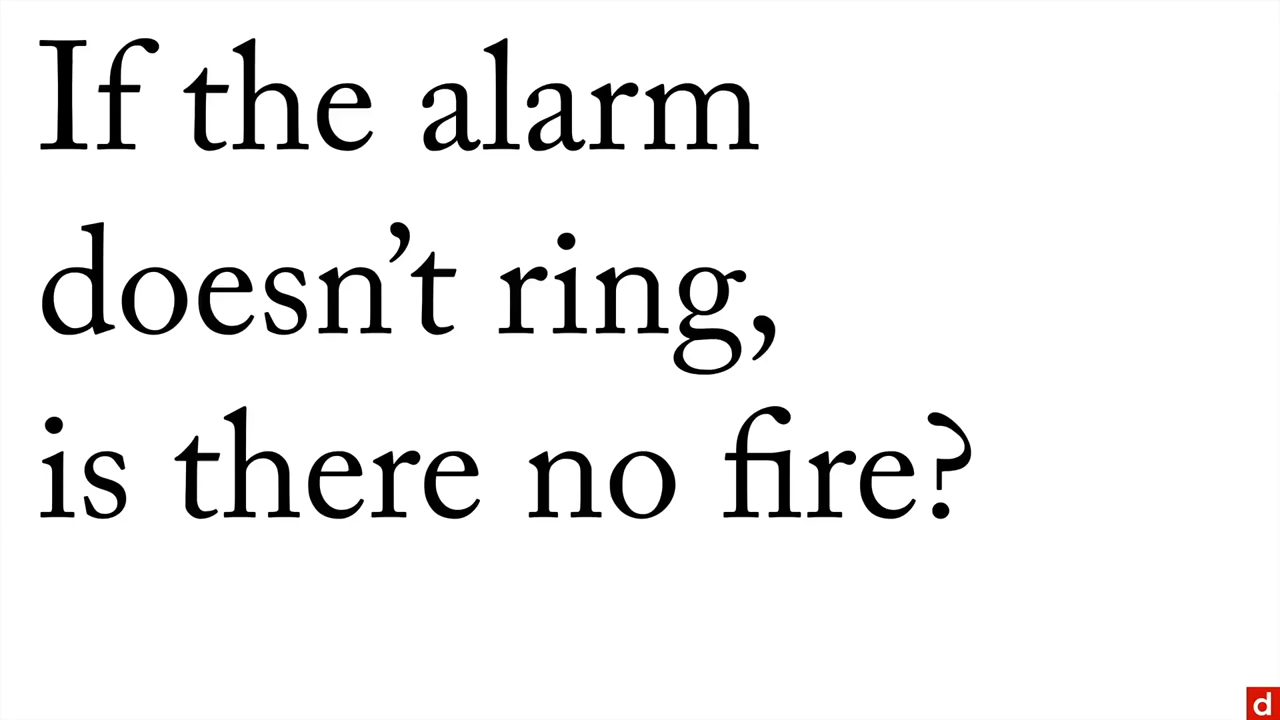 If the alarm
doesn’t ring,
is there no fire?
d